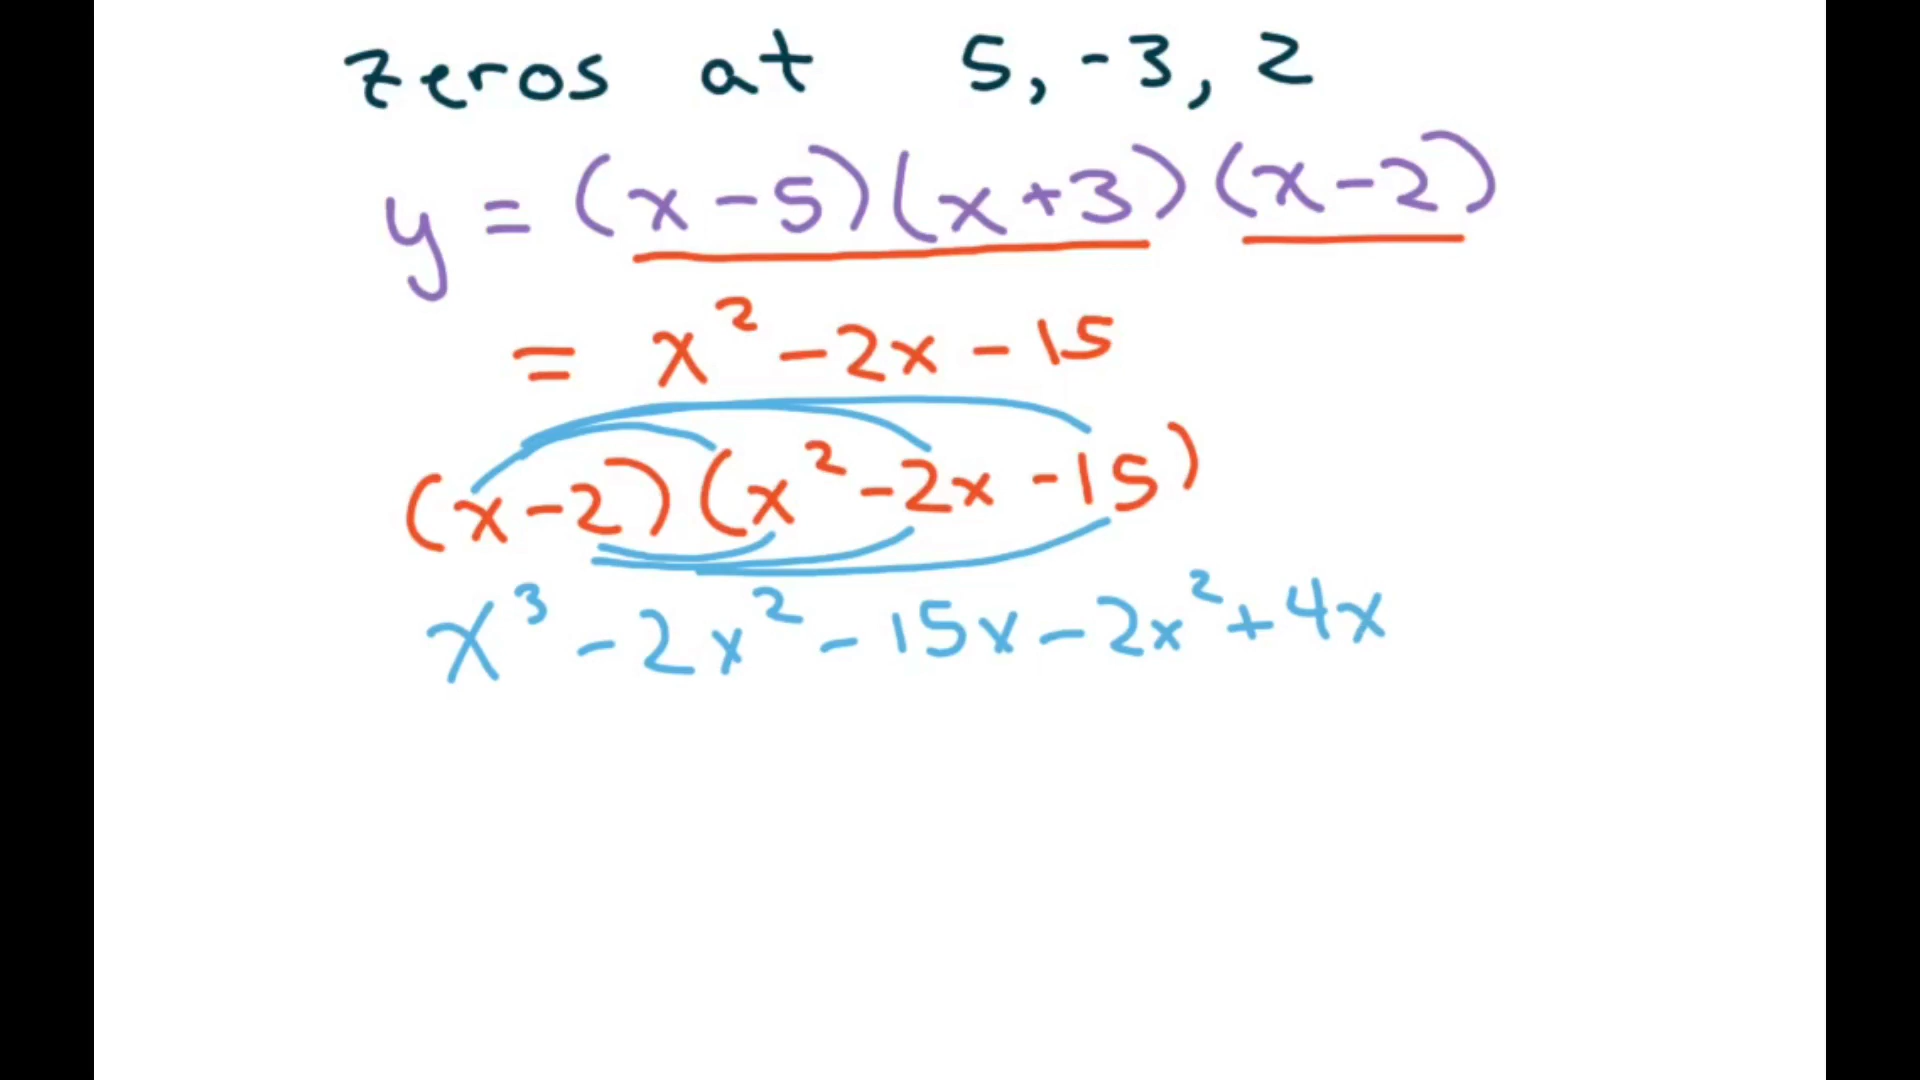 zeros at 5, -3, 2
y = (x - 5)(x + 3)(x - 2)
= x² - 2x - 15
(x - 2)(x² - 2x - 15)
x³ - 2x² - 15x - 2x² + 4x